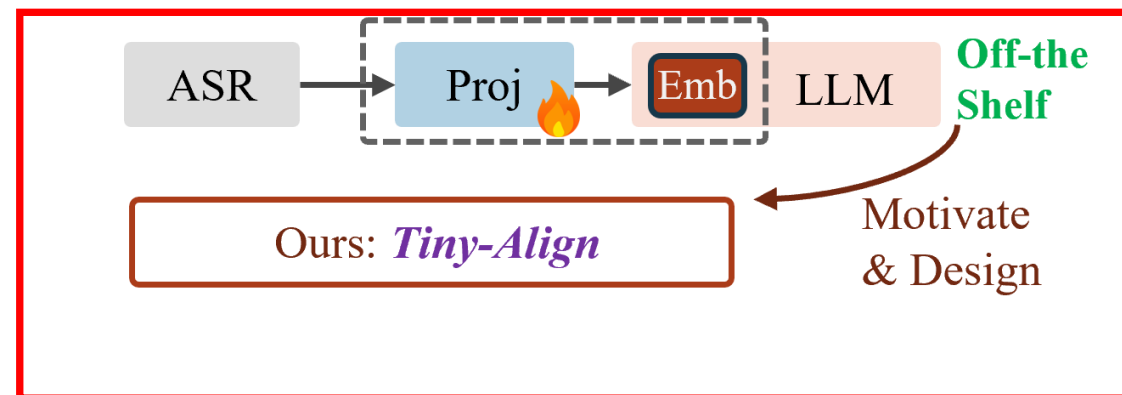 ASR
Proj
Emb
LLM
Off-the
Shelf
Ours: Tiny-Align
Motivate
& Design